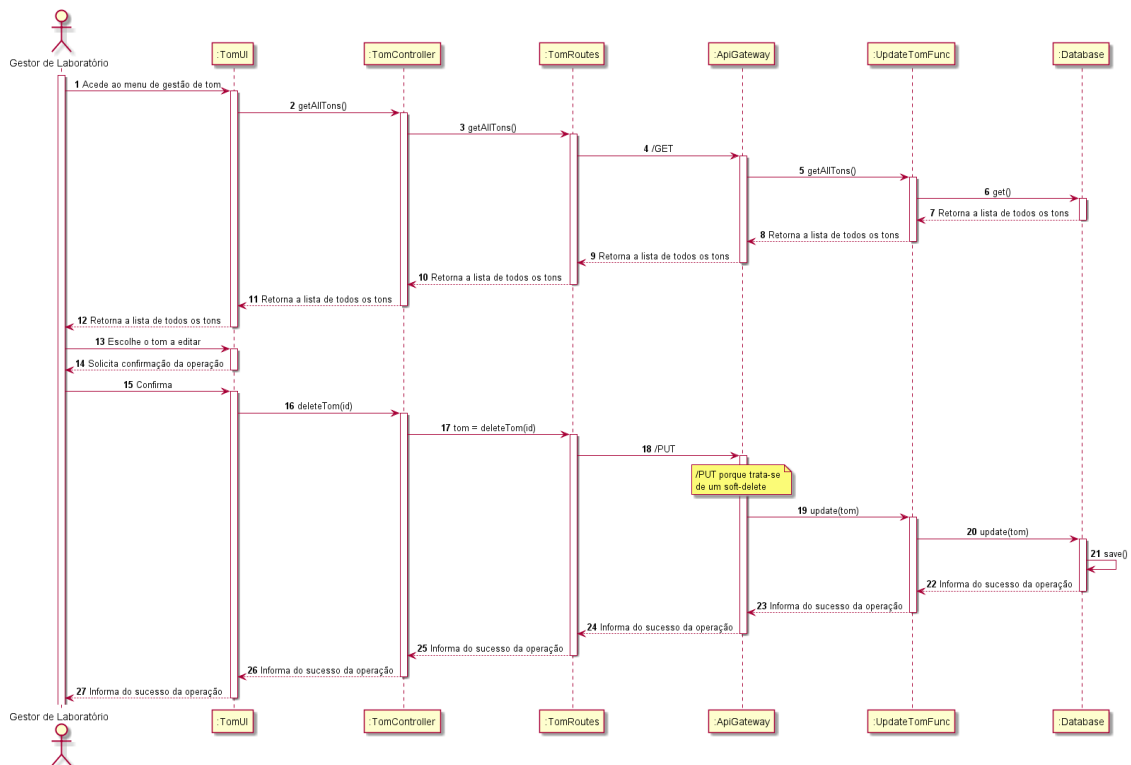 Gestor de Laboratório
:TomUI
:TomController
:TomRoutes
:ApiGateway
:UpdateTomFunc
:Database
1 Acede ao menu de gestão de tom
2 getAllTons()
3 getAllTons()
4 /GET
5 getAllTons()
6 get()
7 Retorna a lista de todos os tons
8 Retorna a lista de todos os tons
9 Retorna a lista de todos os tons
10 Retorna a lista de todos os tons
11 Retorna a lista de todos os tons
12 Retorna a lista de todos os tons
13 Escolhe o tom a editar
14 Solicita confirmação da operação
15 Confirma
16 deleteTom(id)
17 tom = deleteTom(id)
18 /PUT
/PUT porque trata-se
de um soft-delete
19 update(tom)
20 update(tom)
21 save()
22 Informa do sucesso da operação
23 Informa do sucesso da operação
24 Informa do sucesso da operação
25 Informa do sucesso da operação
26 Informa do sucesso da operação
27 Informa do sucesso da operação
Gestor de Laboratório
:TomUI
:TomController
:TomRoutes
:ApiGateway
:UpdateTomFunc
:Database